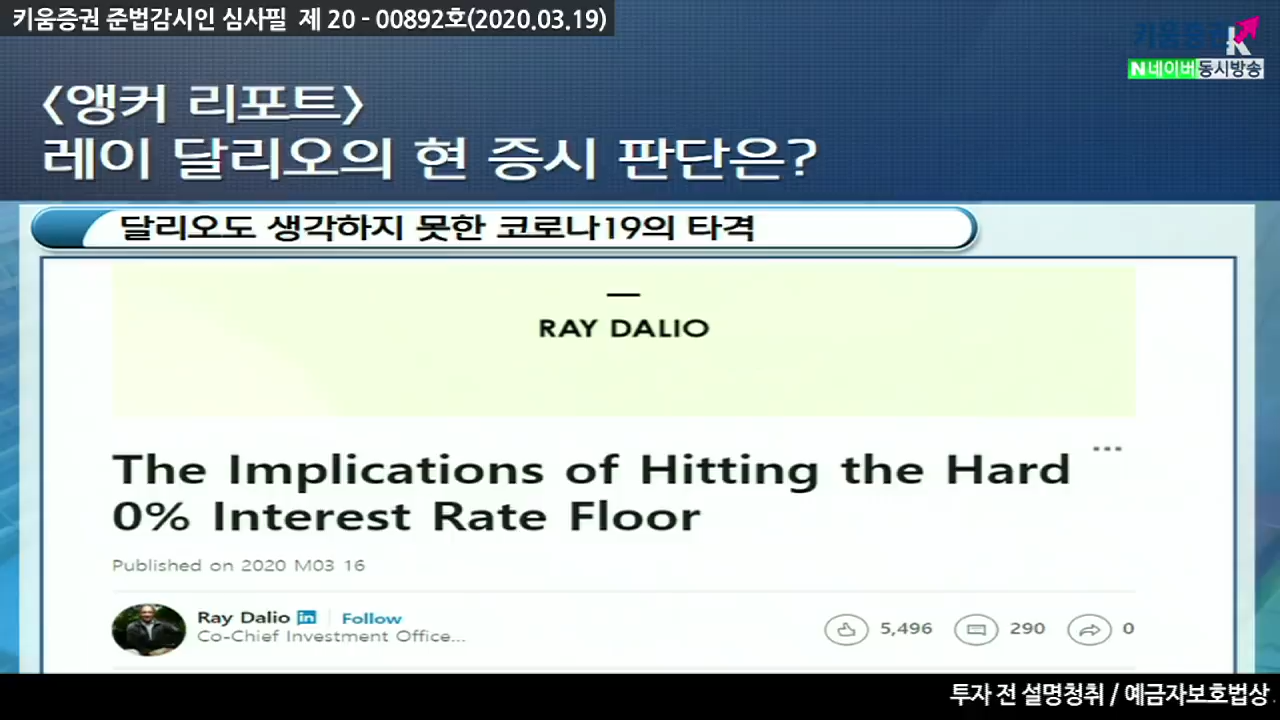 키움증권 준법감시인 심사필 제 20 - 00892호(2020.03.19)
키움증권
N네이버 동시방송
<앵커 리포트>
레이 달리오의 현 증시 판단은?
달리오도 생각하지 못한 코로나19의 타격
RAY DALIO
The Implications of Hitting the Hard
0% Interest Rate Floor
Published on 2020 M03 16
Ray Dalio in Follow
Co-Chief Investment Office...
5,496 290 0
투자 전 설명청취 / 예금자보호법상